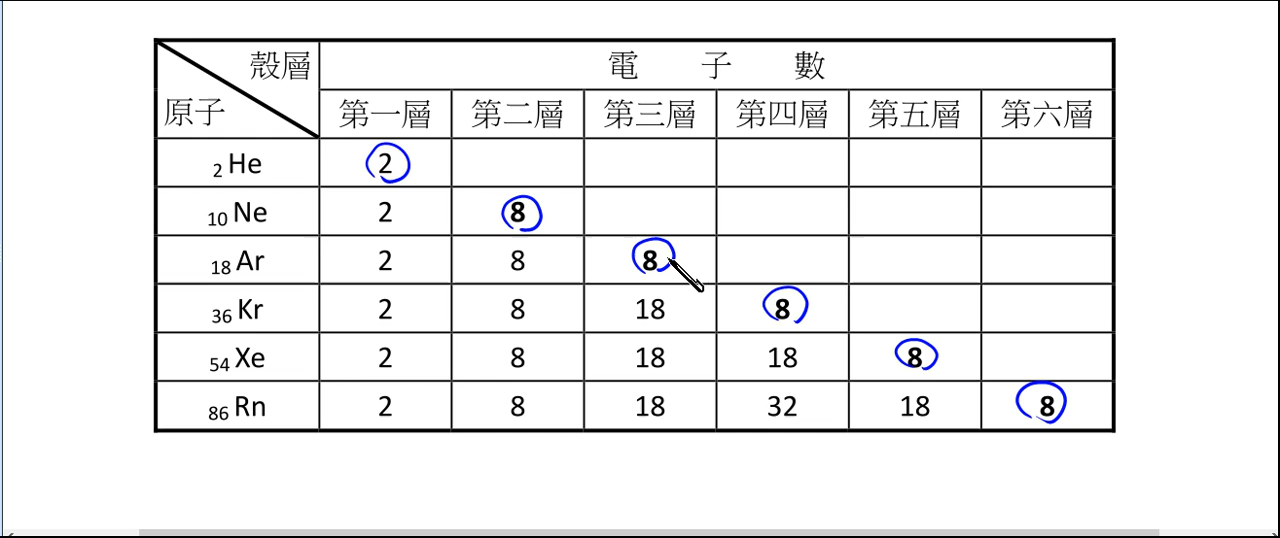 殼層 電 子 數
原子 第一層 第二層 第三層 第四層 第五層 第六層
2He 2
10Ne 2 8
18Ar 2 8 8
36Kr 2 8 18 8
54Xe 2 8 18 18 8
86Rn 2 8 18 32 18 8